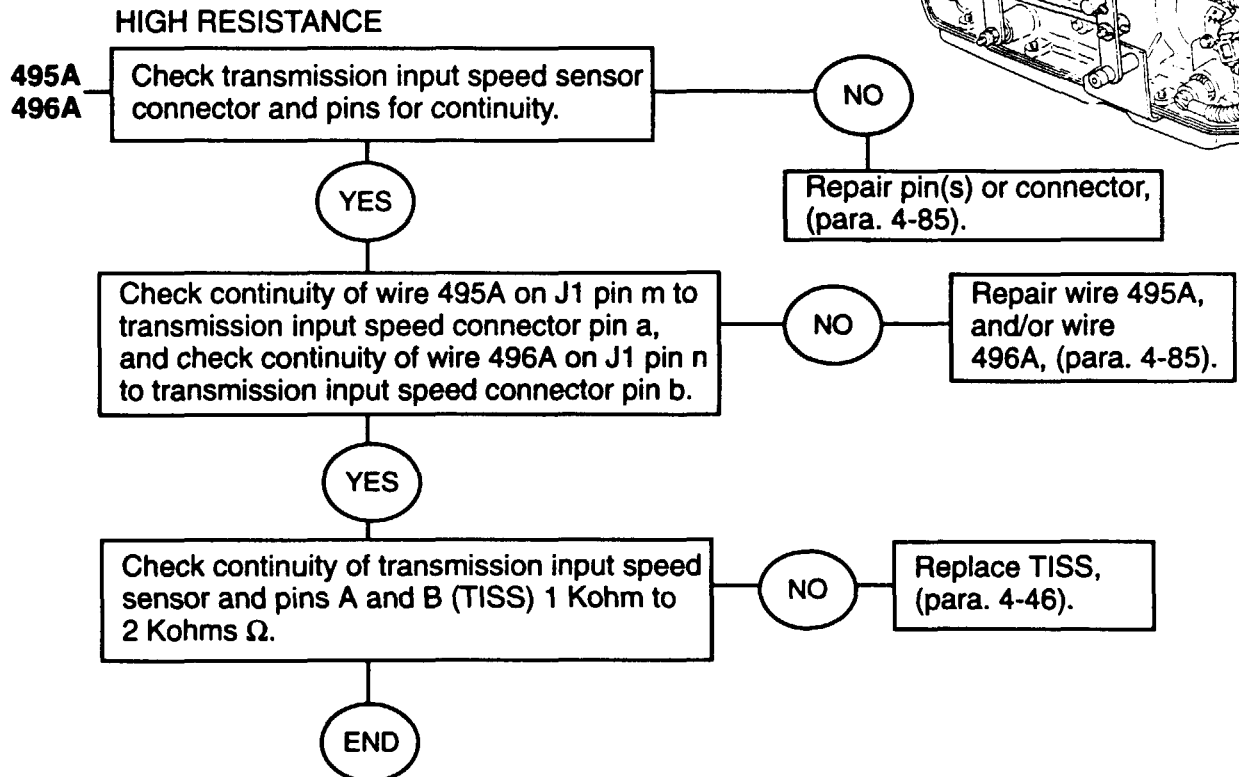 HIGH RESISTANCE
495A
496A
Check transmission input speed sensor
connector and pins for continuity.
NO
YES
Repair pin(s) or connector,
(para. 4-85).
Check continuity of wire 495A on J1 pin m to
transmission input speed connector pin a,
and check continuity of wire 496A on J1 pin n
to transmission input speed connector pin b.
NO
Repair wire 495A,
and/or wire
496A, (para. 4-85).
YES
Check continuity of transmission input speed
sensor and pins A and B (TISS) 1 Kohm to
2 Kohms Ω.
NO
Replace TISS,
(para. 4-46).
END